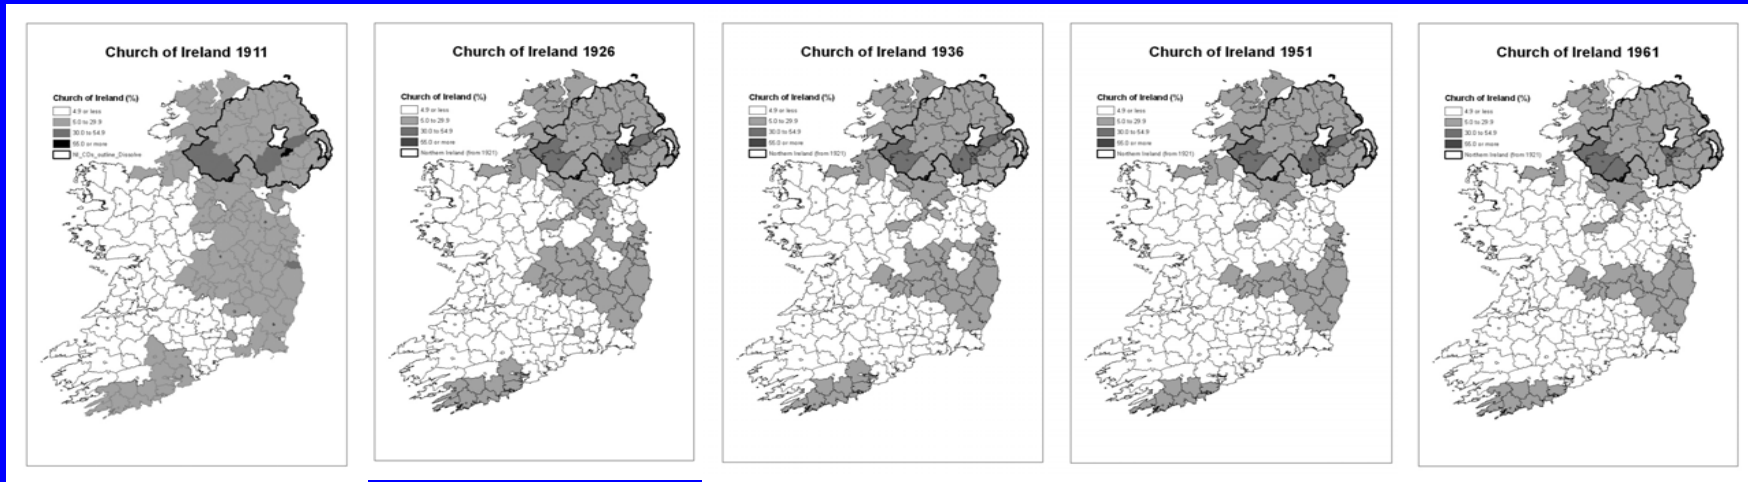 Church of Ireland 1911
Church of Ireland (%)
4.9 or less
5.0 to 29.9
30.0 to 54.9
55.0 or more
Church of Ireland 1926
Church of Ireland (%)
4.9 or less
5.0 to 29.9
30.0 to 54.9
55.0 or more
Northern Ireland (from 1921)
Church of Ireland 1936
Church of Ireland (%)
4.9 or less
5.0 to 29.9
30.0 to 54.9
55.0 or more
Northern Ireland (from 1921)
Church of Ireland 1951
Church of Ireland (%)
4.9 or less
5.0 to 29.9
30.0 to 54.9
55.0 or more
Northern Ireland (from 1921)
Church of Ireland 1961
Church of Ireland (%)
4.9 or less
5.0 to 29.9
30.0 to 54.9
55.0 or more
Northern Ireland (from 1921)